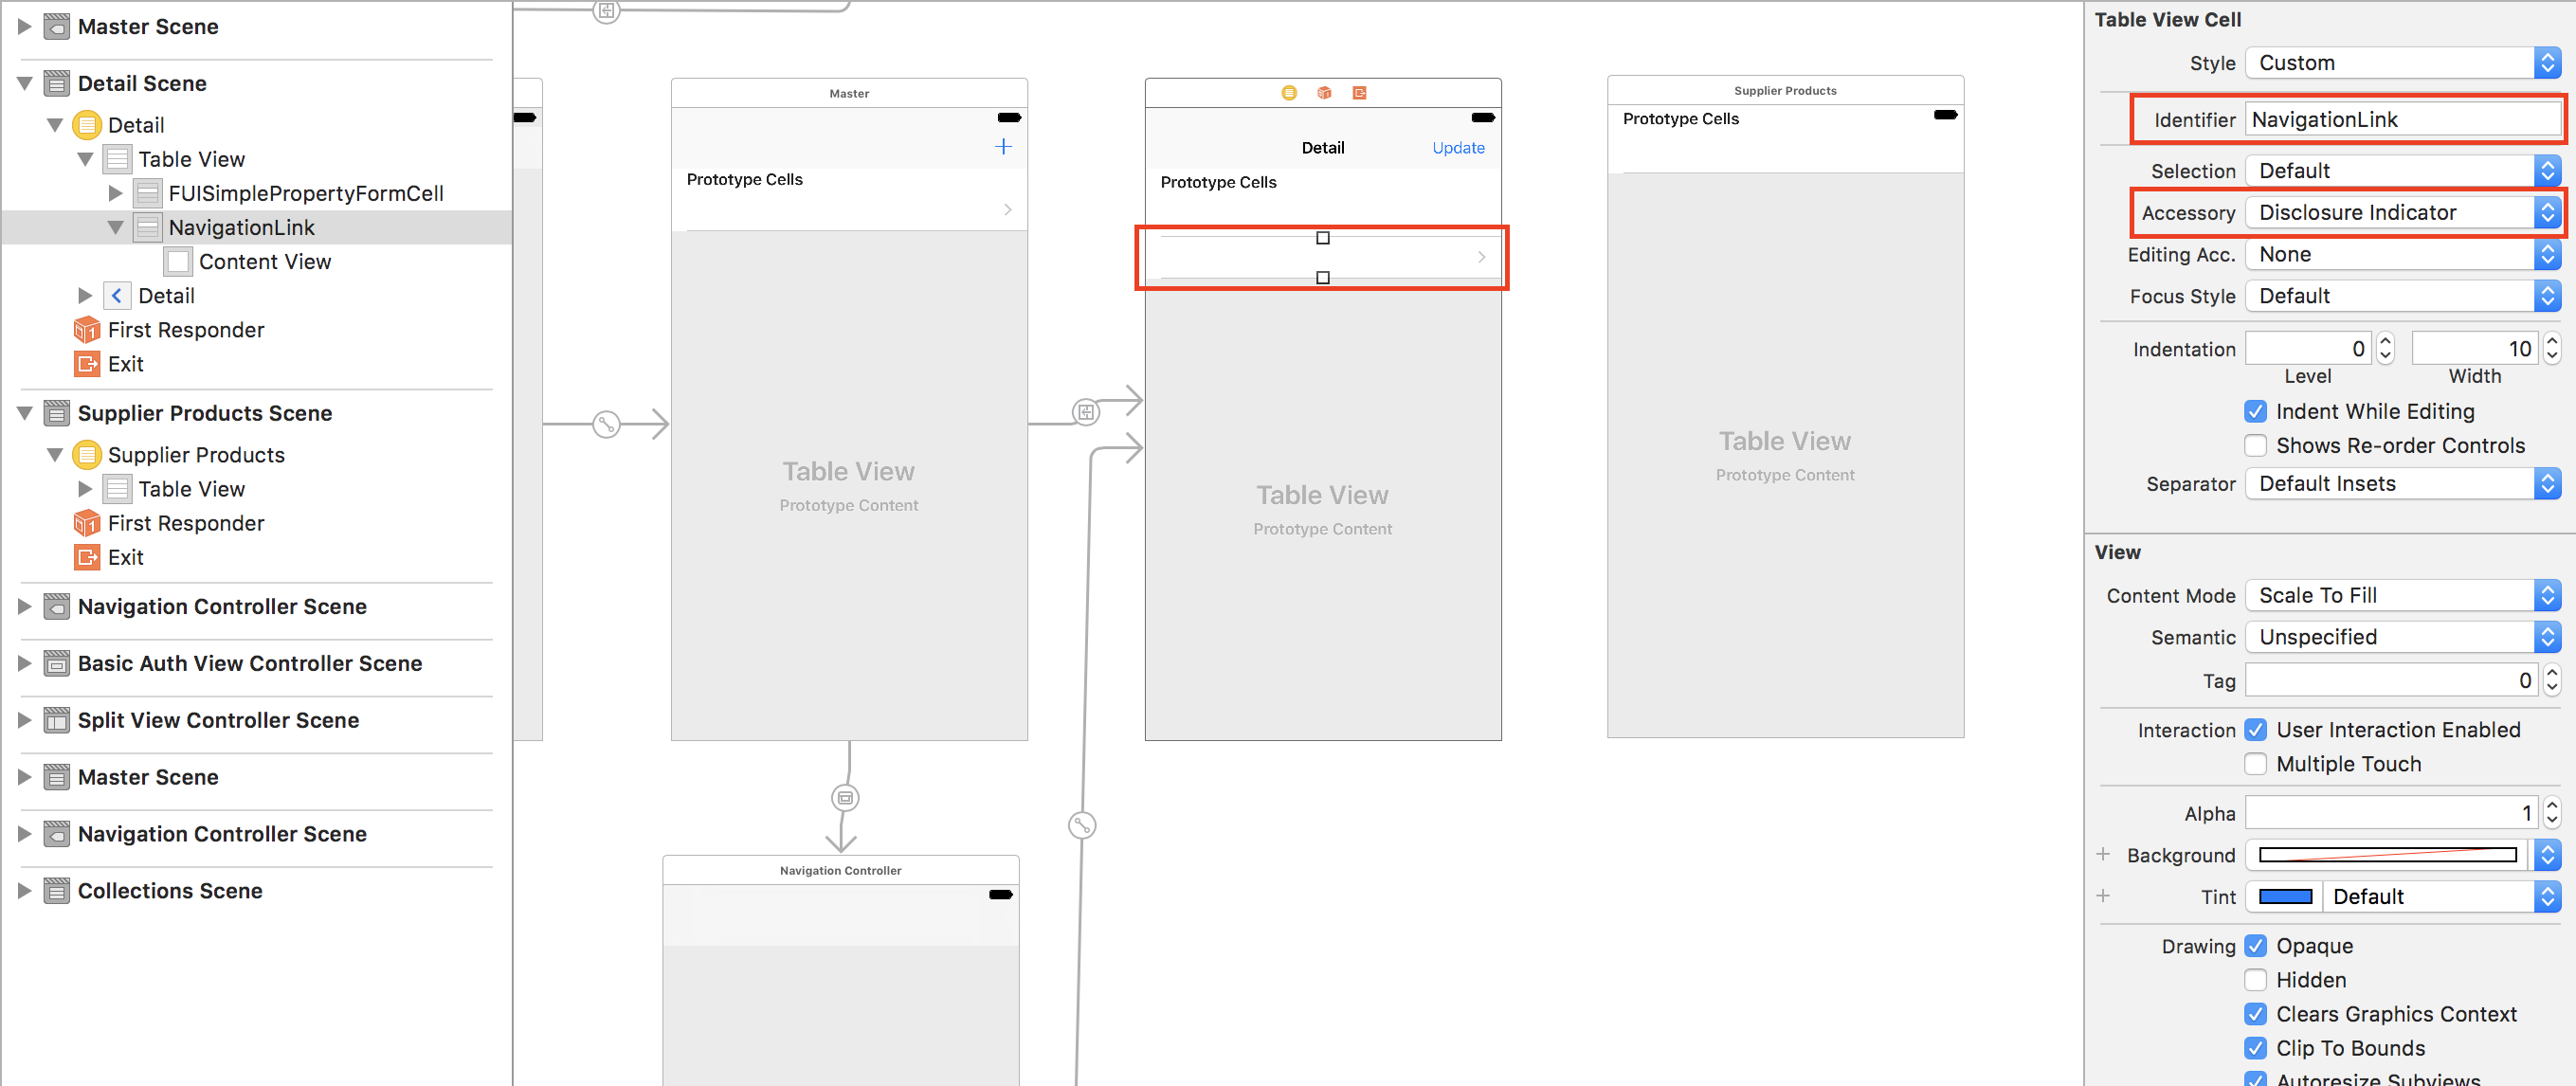 Master Scene
Detail Scene
Detail
Table View
FUISimplePropertyFormCell
NavigationLink
Content View
Detail
First Responder
Exit
Supplier Products Scene
Supplier Products
Table View
First Responder
Exit
Navigation Controller Scene
Basic Auth View Controller Scene
Split View Controller Scene
Master Scene
Navigation Controller Scene
Collections Scene
Master
Prototype Cells
Table View
Prototype Content
Navigation Controller
Detail
Update
Prototype Cells
Table View
Prototype Content
Supplier Products
Prototype Cells
Table View
Prototype Content
Table View Cell
Style Custom
Identifier NavigationLink
Selection Default
Accessory Disclosure Indicator
Editing Acc. None
Focus Style Default
Indentation 0 10
Level Width
Indent While Editing
Shows Re-order Controls
Separator Default Insets
View
Content Mode Scale To Fill
Semantic Unspecified
Tag 0
Interaction User Interaction Enabled
Multiple Touch
Alpha 1
Background
Tint Default
Drawing Opaque
Hidden
Clears Graphics Context
Clip To Bounds
Autoresize Subviews